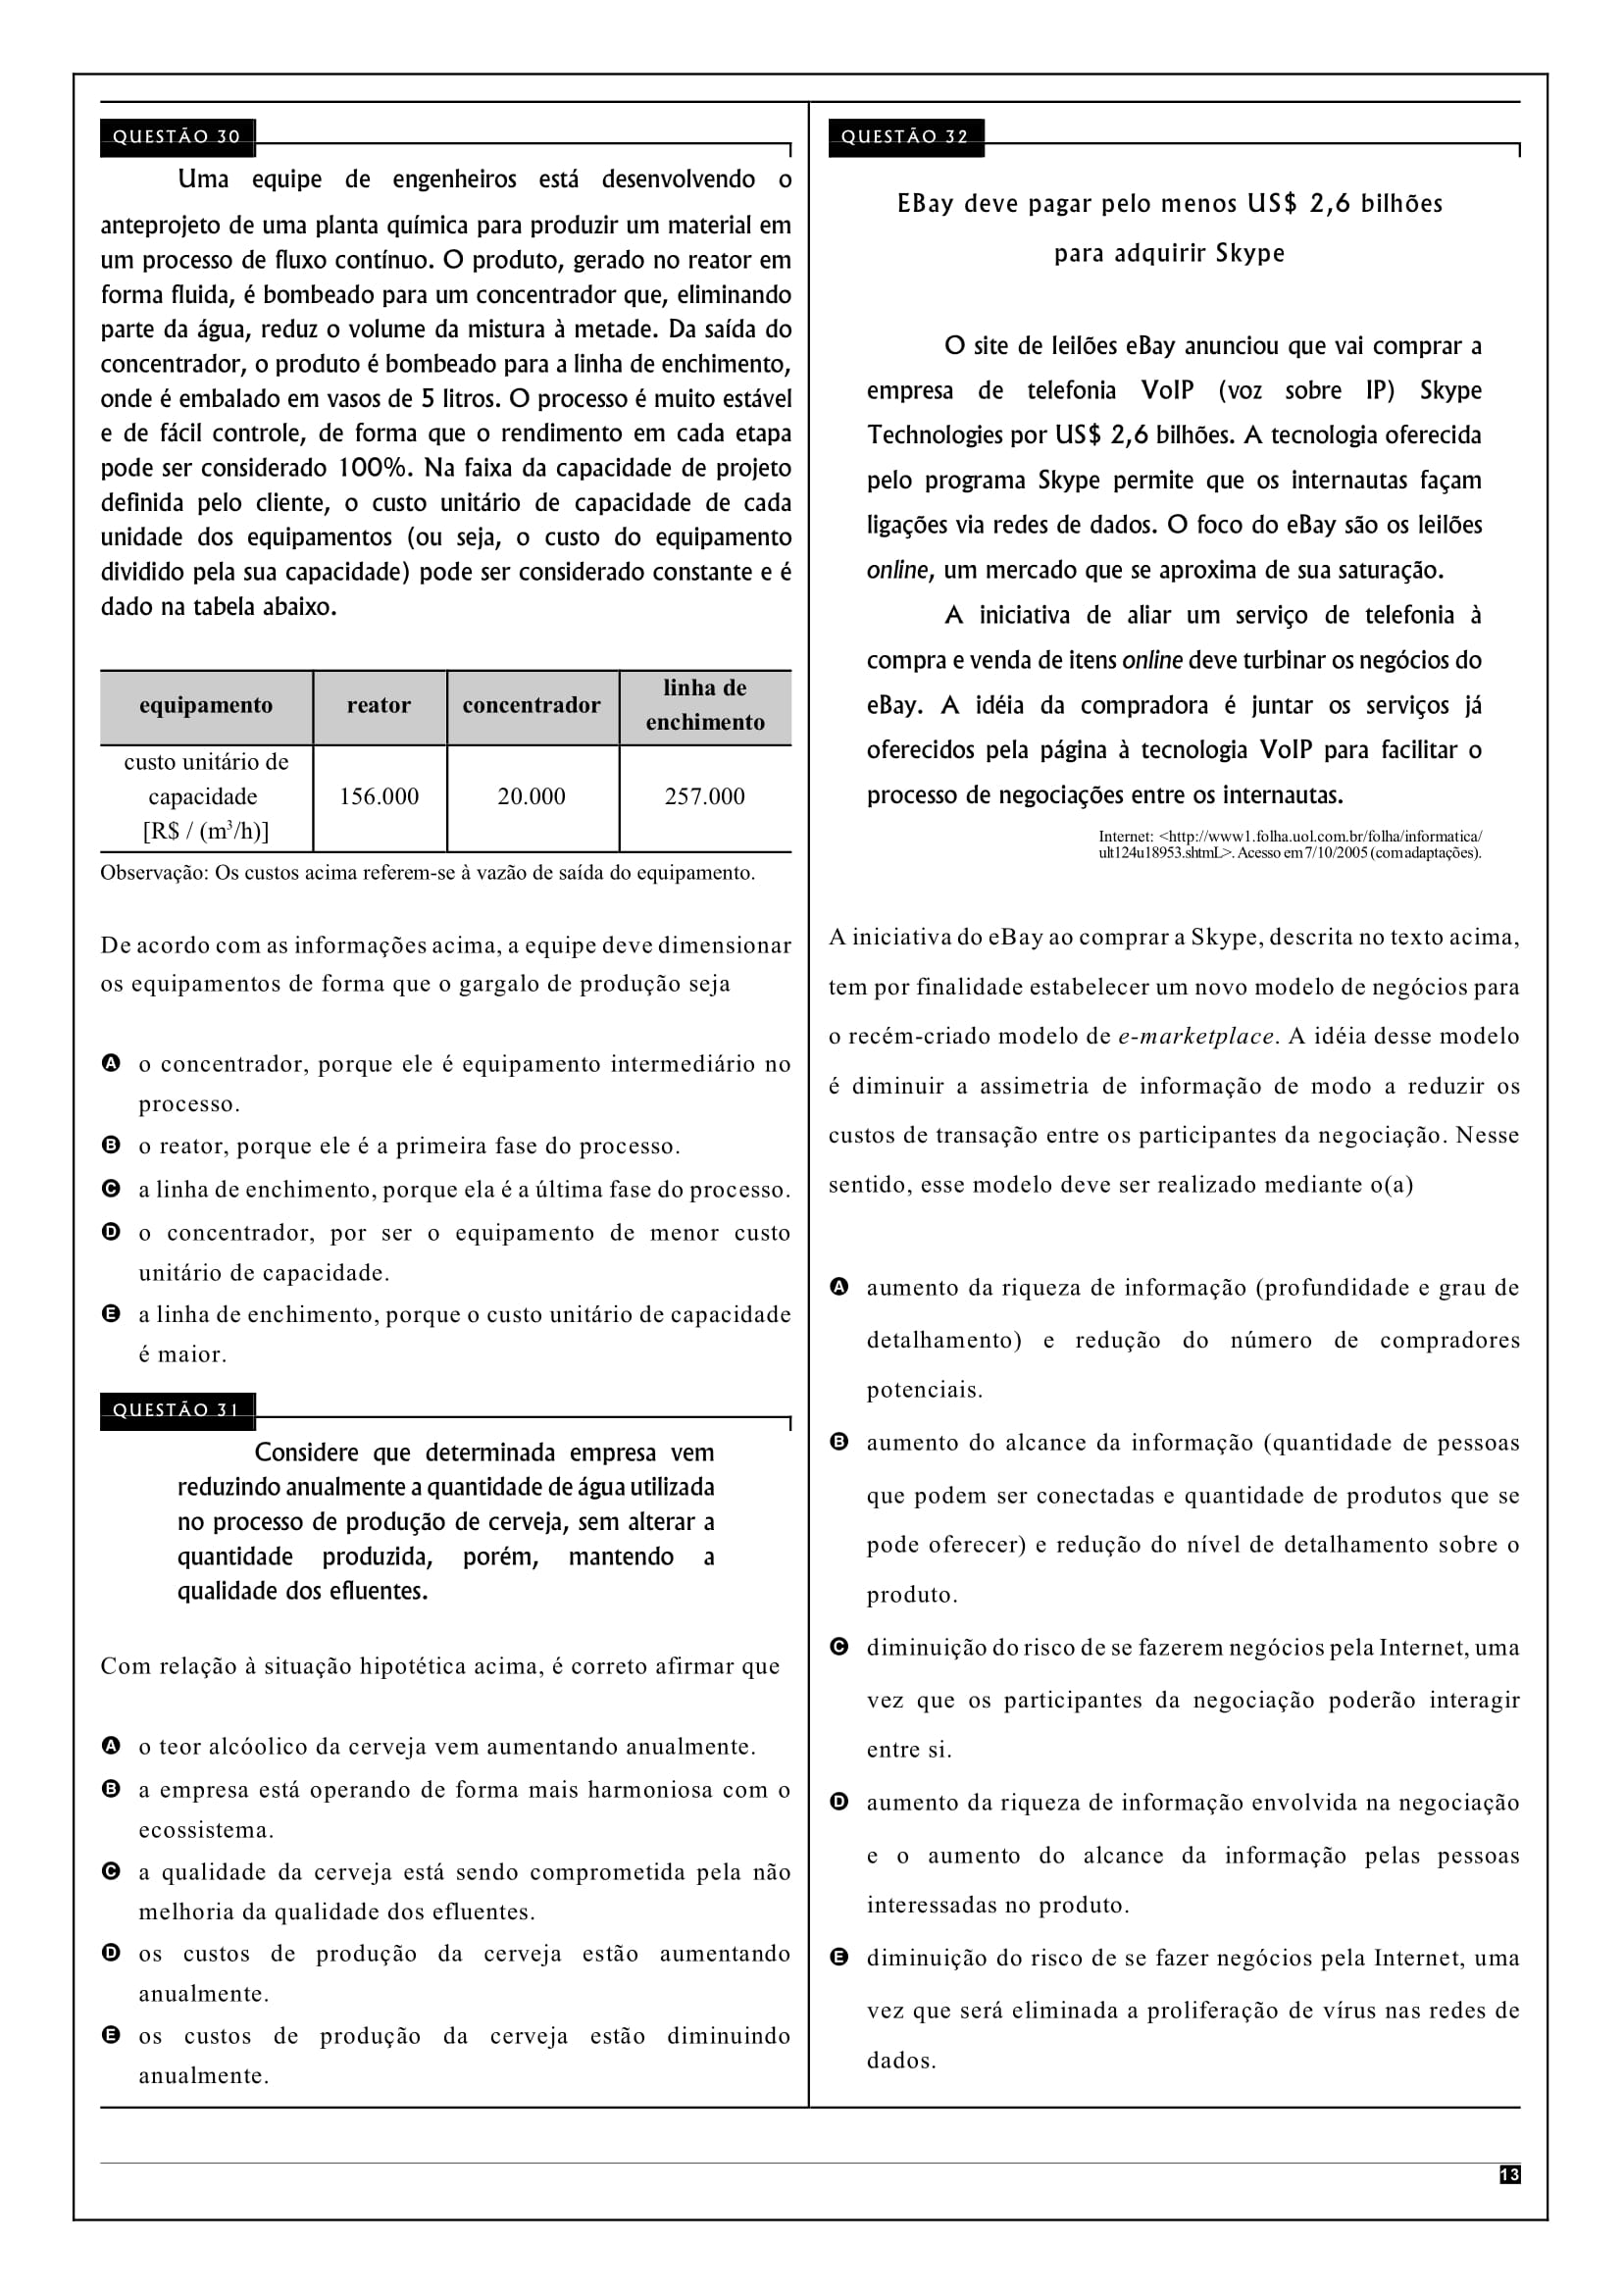 QUESTÃO 30
Uma equipe de engenheiros está desenvolvendo o
anteprojeto de uma planta química para produzir um material em
um processo de fluxo contínuo. O produto, gerado no reator em
forma fluida, é bombeado para um concentrador que, eliminando
parte da água, reduz o volume da mistura à metade. Da saída do
concentrador, o produto é bombeado para a linha de enchimento,
onde é embalado em vasos de 5 litros. O processo é muito estável
e de fácil controle, de forma que o rendimento em cada etapa
pode ser considerado 100%. Na faixa da capacidade de projeto
definida pelo cliente, o custo unitário de capacidade de cada
unidade dos equipamentos (ou seja, o custo do equipamento
dividido pela sua capacidade) pode ser considerado constante e é
dado na tabela abaixo.
equipamento reator concentrador linha de enchimento
custo unitário de capacidade [R$ / (m³/h)] 156.000 20.000 257.000
Observação: Os custos acima referem-se à vazão de saída do equipamento.
De acordo com as informações acima, a equipe deve dimensionar
os equipamentos de forma que o gargalo de produção seja
A o concentrador, porque ele é equipamento intermediário no
processo.
B o reator, porque ele é a primeira fase do processo.
C a linha de enchimento, porque ela é a última fase do processo.
D o concentrador, por ser o equipamento de menor custo
unitário de capacidade.
E a linha de enchimento, porque o custo unitário de capacidade
é maior.
QUESTÃO 31
Considere que determinada empresa vem
reduzindo anualmente a quantidade de água utilizada
no processo de produção de cerveja, sem alterar a
quantidade produzida, porém, mantendo a
qualidade dos efluentes.
Com relação à situação hipotética acima, é correto afirmar que
A o teor alcóolico da cerveja vem aumentando anualmente.
B a empresa está operando de forma mais harmoniosa com o
ecossistema.
C a qualidade da cerveja está sendo comprometida pela não
melhoria da qualidade dos efluentes.
D os custos de produção da cerveja estão aumentando
anualmente.
E os custos de produção da cerveja estão diminuindo
anualmente.
QUESTÃO 32
EBay deve pagar pelo menos US$ 2,6 bilhões
para adquirir Skype
O site de leilões eBay anunciou que vai comprar a
empresa de telefonia VoIP (voz sobre IP) Skype
Technologies por US$ 2,6 bilhões. A tecnologia oferecida
pelo programa Skype permite que os internautas façam
ligações via redes de dados. O foco do eBay são os leilões
online, um mercado que se aproxima de sua saturação.
A iniciativa de aliar um serviço de telefonia à
compra e venda de itens online deve turbinar os negócios do
eBay. A idéia da compradora é juntar os serviços já
oferecidos pela página à tecnologia VoIP para facilitar o
processo de negociações entre os internautas.
Internet: <http://www1.folha.uol.com.br/folha/informatica/
ult124u18953.shtmL>. Acesso em 7/10/2005 (com adaptações).
A iniciativa do eBay ao comprar a Skype, descrita no texto acima,
tem por finalidade estabelecer um novo modelo de negócios para
o recém-criado modelo de e-marketplace. A idéia desse modelo
é diminuir a assimetria de informação de modo a reduzir os
custos de transação entre os participantes da negociação. Nesse
sentido, esse modelo deve ser realizado mediante o(a)
A aumento da riqueza de informação (profundidade e grau de
detalhamento) e redução do número de compradores
potenciais.
B aumento do alcance da informação (quantidade de pessoas
que podem ser conectadas e quantidade de produtos que se
pode oferecer) e redução do nível de detalhamento sobre o
produto.
C diminuição do risco de se fazerem negócios pela Internet, uma
vez que os participantes da negociação poderão interagir
entre si.
D aumento da riqueza de informação envolvida na negociação
e o aumento do alcance da informação pelas pessoas
interessadas no produto.
E diminuição do risco de se fazer negócios pela Internet, uma
vez que será eliminada a proliferação de vírus nas redes de
dados.
13